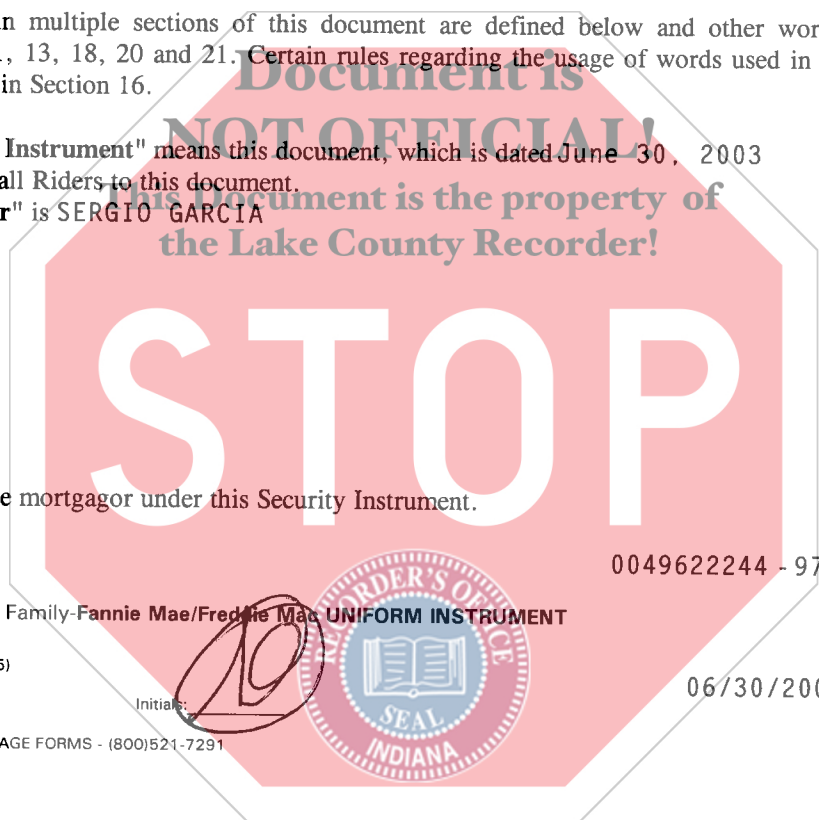 n multiple sections of this document are defined below and other wor
, 13, 18, 20 and 21. Certain rules regarding the usage of words used in
in Section 16.
Document is
NOT OFFICIAL!
Instrument" means this document, which is dated June 30, 2003
all Riders to this document.
This Document is the property of
r" is SERGIO GARCIA
the Lake County Recorder!
STOP
e mortgagor under this Security Instrument.
0049622244 - 97
Family-Fannie Mae/Freddie Mac UNIFORM INSTRUMENT
RECORDER'S OFFICE
SEAL
INDIANA
5)
06/30/200
Initials:
AGE FORMS - (800)521-7291